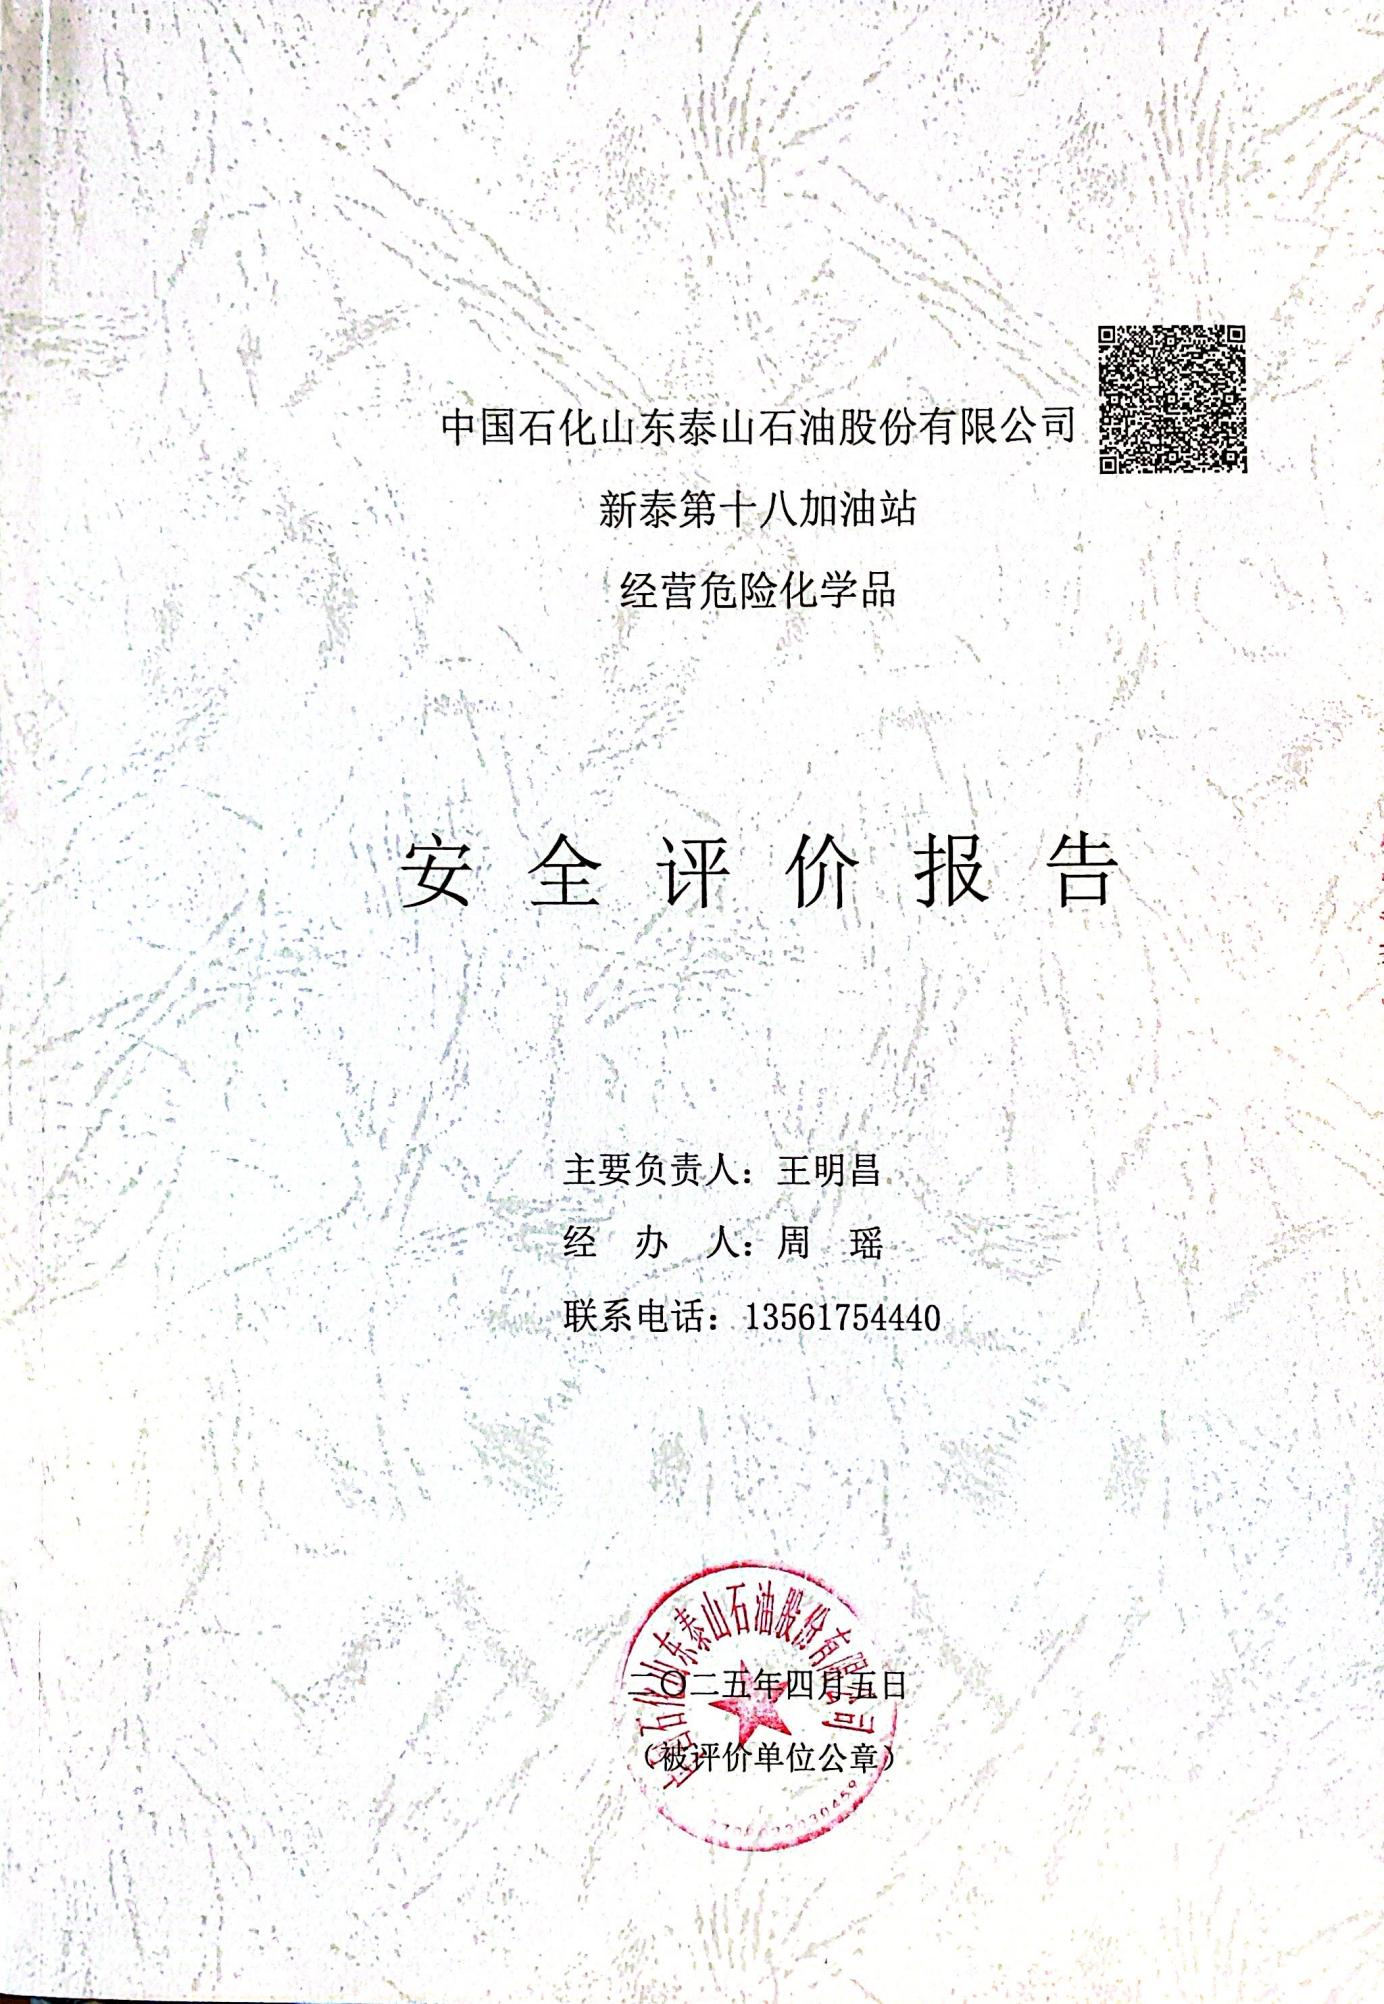 中国石化山东泰山石油股份有限公司
新泰第十八加油站
经营危险化学品
安全评价报告
主要负责人：王明昌
经办人：周瑶
联系电话：13561754440
中国石化山东泰山石油股份有限公司
二〇二五年四月五日
（被评价单位公章）